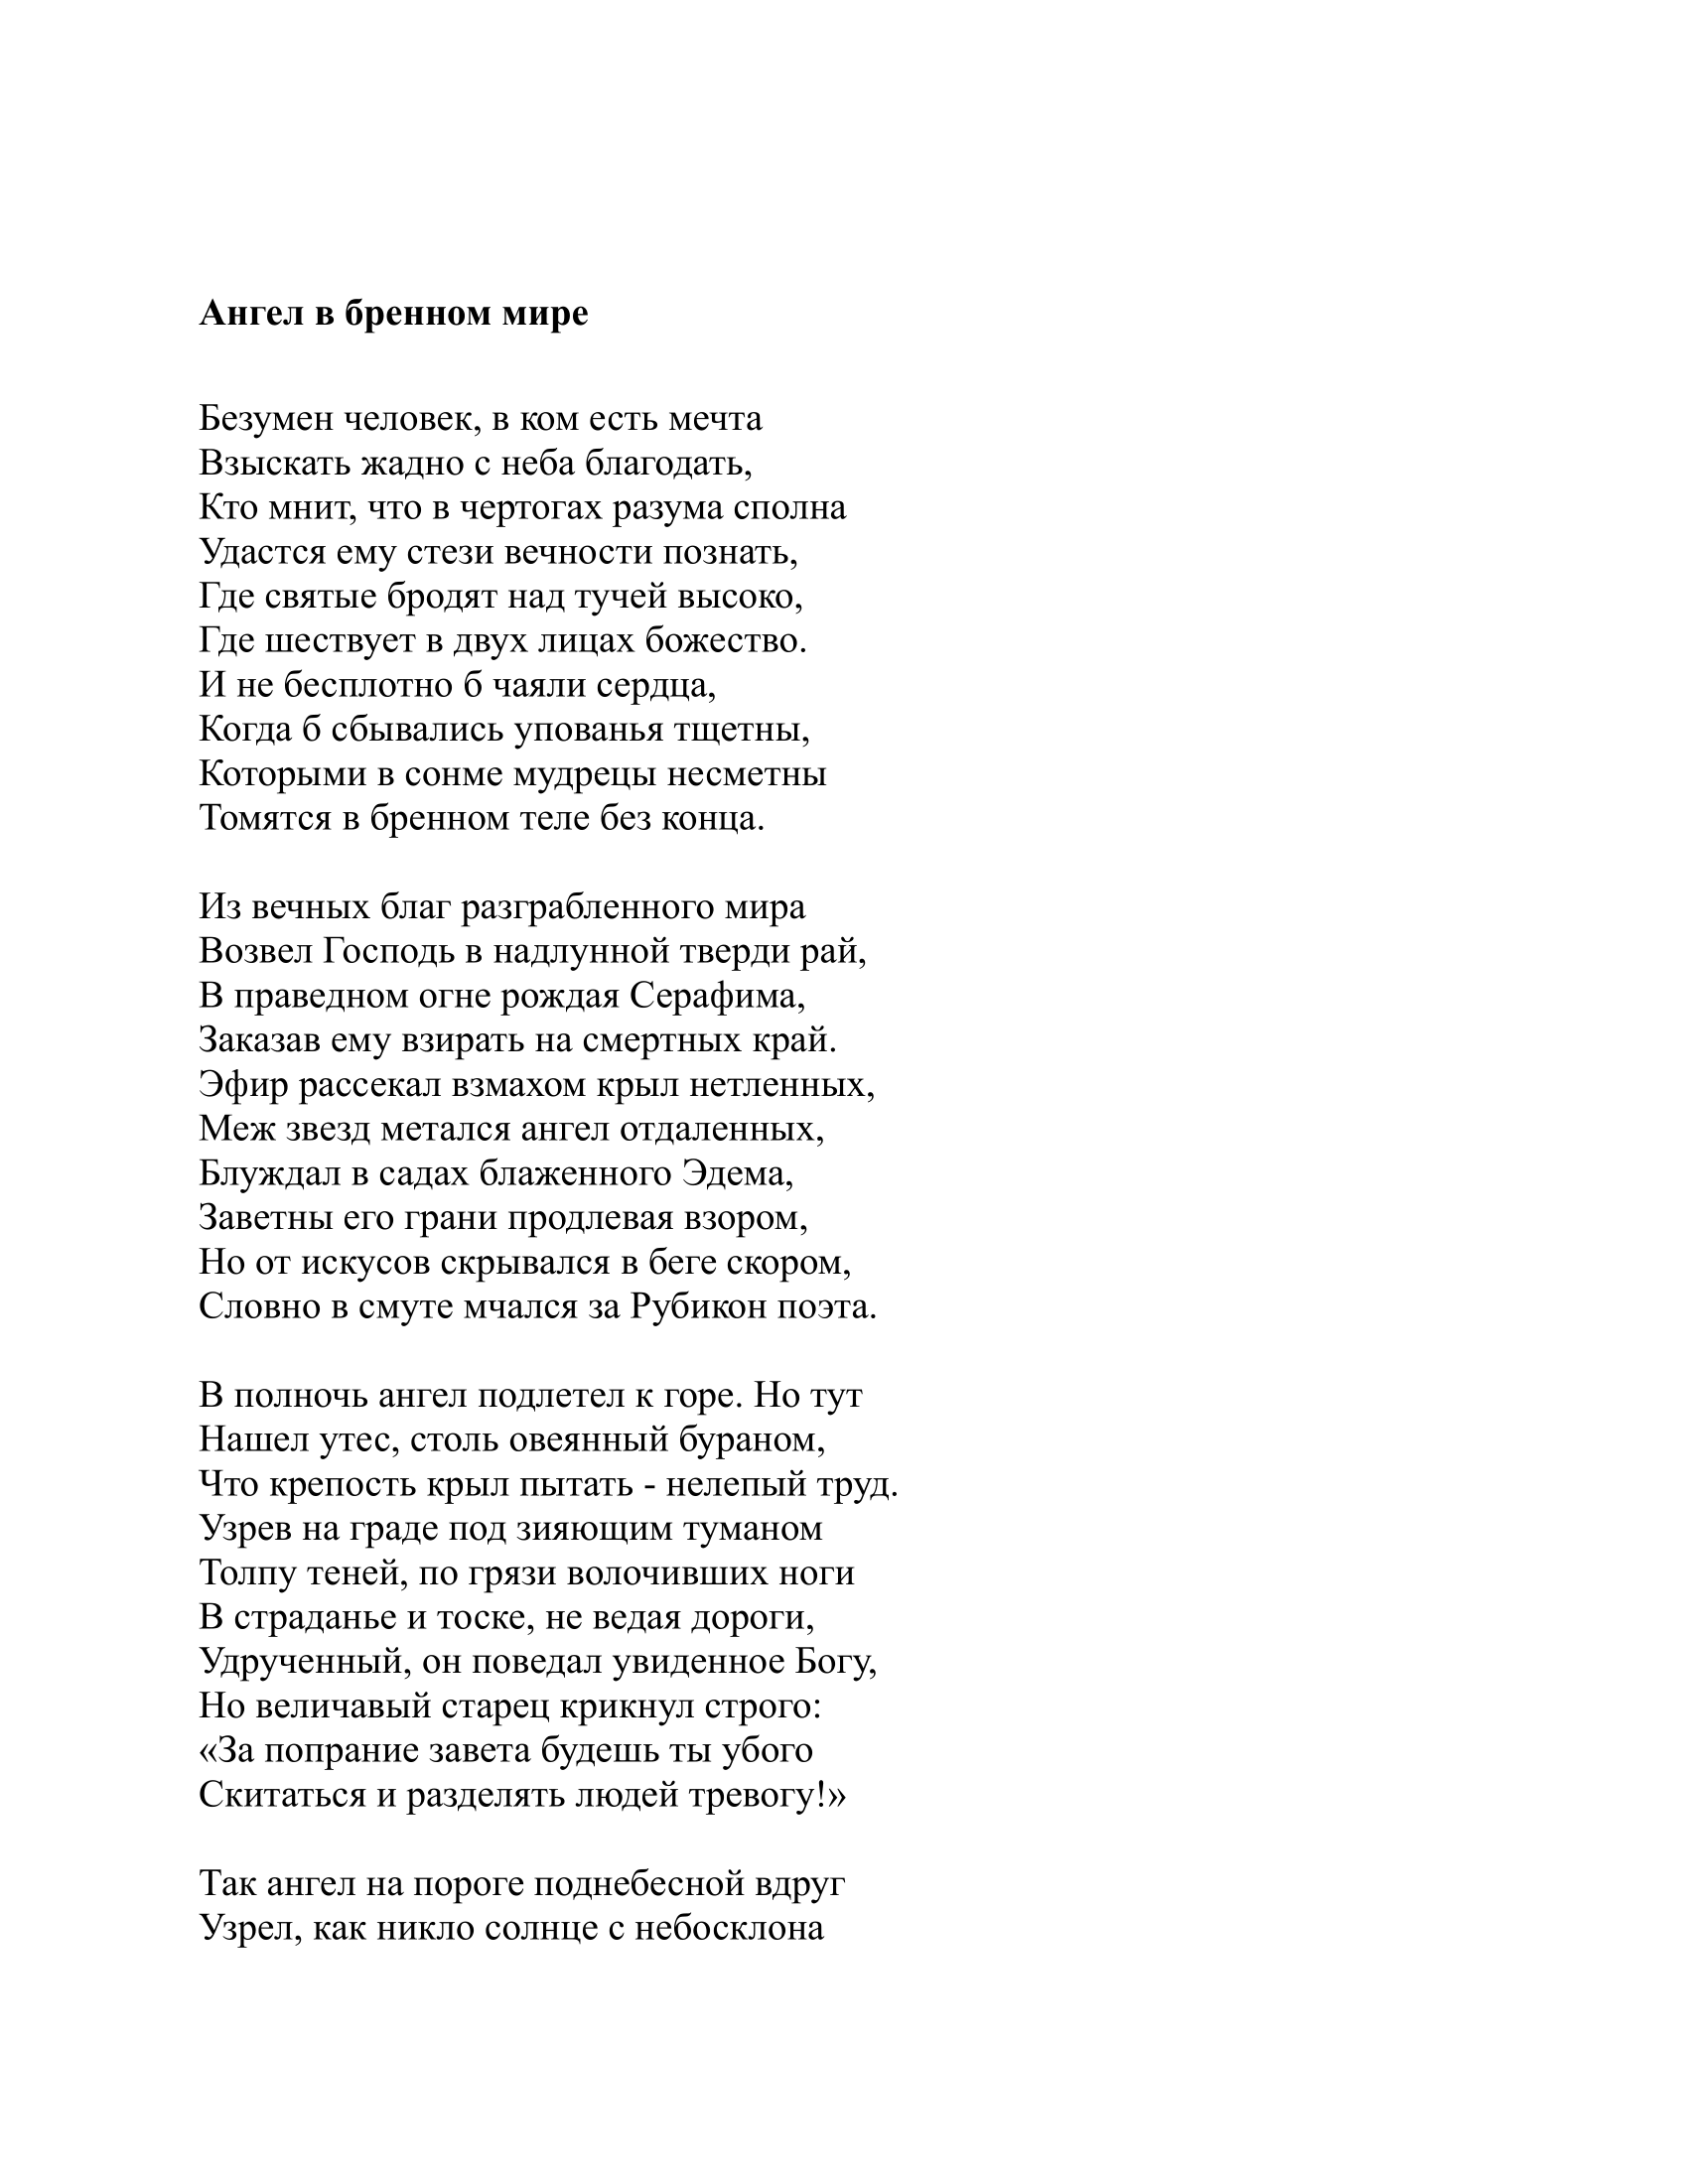 Ангел в бренном мире
Безумен человек, в ком есть мечта
Взыскать жадно с неба благодать,
Кто мнит, что в чертогах разума сполна
Удастся ему стези вечности познать,
Где святые бродят над тучей высоко,
Где шествует в двух лицах божество.
И не бесплотно б чаяли сердца,
Когда б сбывались упованья тщетны,
Которыми в сонме мудрецы несметны
Томятся в бренном теле без конца.
Из вечных благ разграбленного мира
Возвел Господь в надлунной тверди рай,
В праведном огне рождая Серафима,
Заказав ему взирать на смертных край.
Эфир рассекал взмахом крыл нетленных,
Меж звезд метался ангел отдаленных,
Блуждал в садах блаженного Эдема,
Заветны его грани продлевая взором,
Но от искусов скрывался в беге скором,
Словно в смуте мчался за Рубикон поэта.
В полночь ангел подлетел к горе. Но тут
Нашел утес, столь овеянный бураном,
Что крепость крыл пытать - нелепый труд.
Узрев на граде под зияющим туманом
Толпу теней, по грязи волочивших ноги
В страданье и тоске, не ведая дороги,
Удрученный, он поведал увиденное Богу,
Но величавый старец крикнул строго:
«За попрание завета будешь ты убого
Скитаться и разделять людей тревогу!»
Так ангел на пороге поднебесной вдруг
Узрел, как никло солнце с небосклона